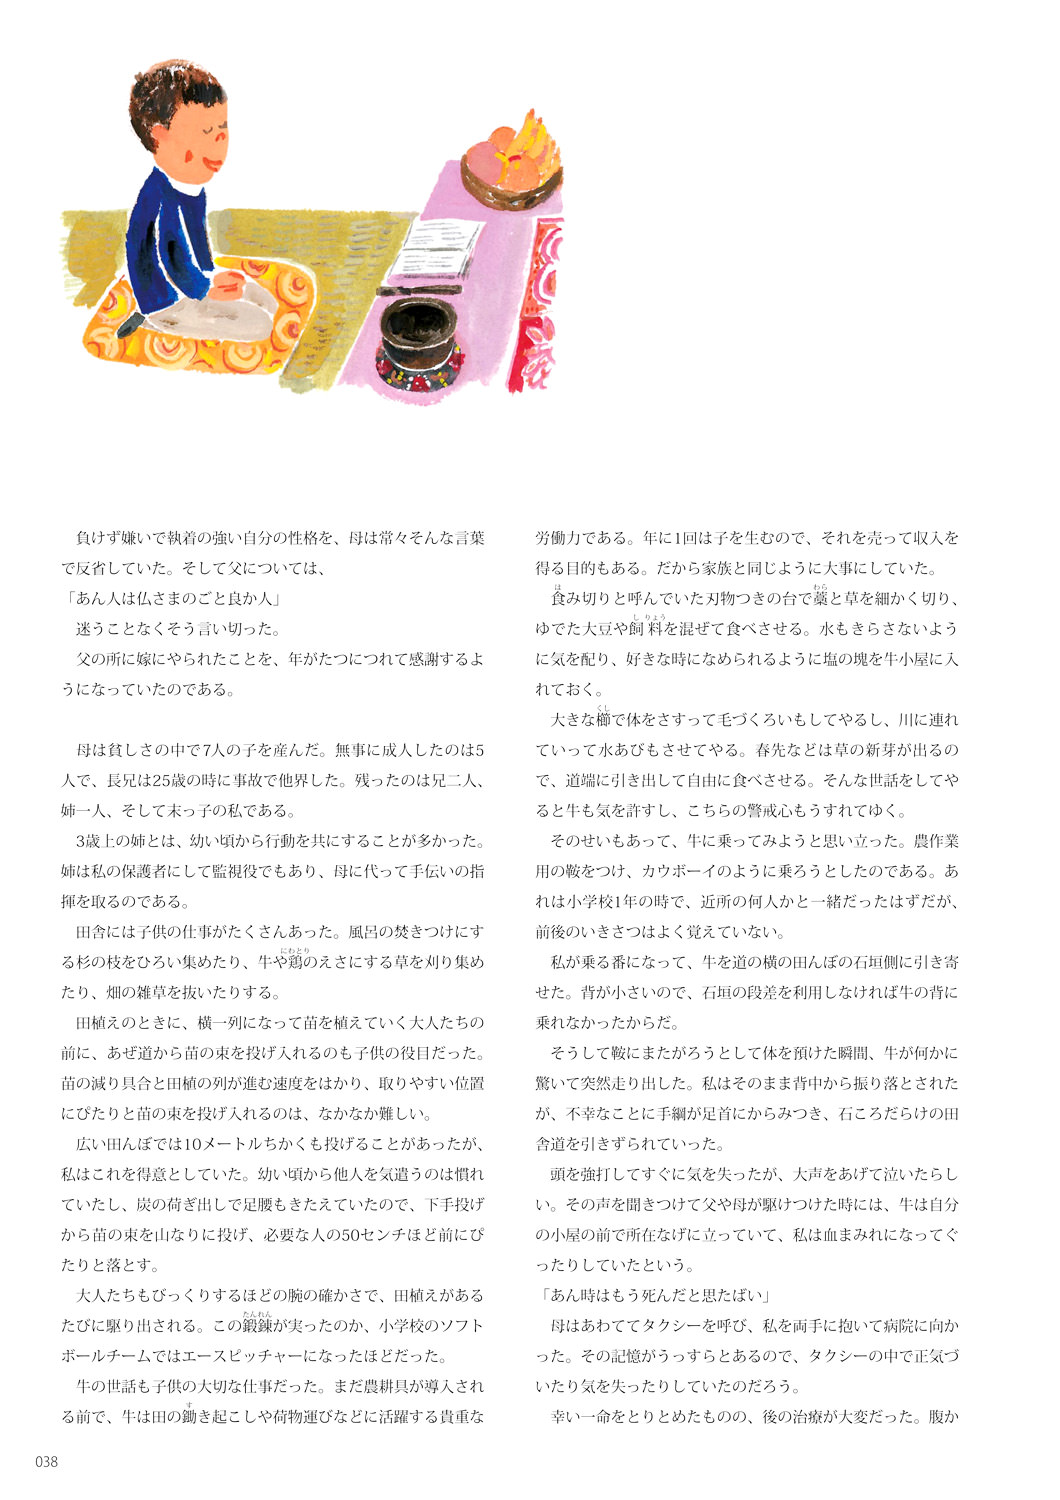 負けず嫌いで執着の強い自分の性格を、母は常々そんな言葉
で反省していた。そして父については、
「あん人は仏さまのごと良か人」
迷うことなくそう言い切った。
父の所に嫁にやられたことを、年がたつにつれて感謝するよ
うになっていたのである。
母は貧しさの中で7人の子を産んだ。無事に成人したのは5
人で、長兄は25歳の時に事故で他界した。残ったのは兄二人、
姉一人、そして末っ子の私である。
3歳上の姉とは、幼い頃から行動を共にすることが多かった。
姉は私の保護者にして監視役でもあり、母に代って手伝いの指
揮を取るのである。
田舎には子供の仕事がたくさんあった。風呂の焚きつけにす
にわとり
る杉の枝をひろい集めたり、牛や鶏のえさにする草を刈り集め
たり、畑の雑草を抜いたりする。
田植えのときに、横一列になって苗を植えていく大人たちの
前に、あぜ道から苗の束を投げ入れるのも子供の役目だった。
苗の減り具合と田植の列が進む速度をはかり、取りやすい位置
にぴたりと苗の束を投げ入れるのは、なかなか難しい。
広い田んぼでは10メートルちかくも投げることがあったが、
私はこれを得意としていた。幼い頃から他人を気遣うのは慣れ
ていたし、炭の荷ぎ出しで足腰もきたえていたので、下手投げ
から苗の束を山なりに投げ、必要な人の50センチほど前にぴ
たりと落とす。
大人たちもびっくりするほどの腕の確かさで、田植えがある
たんれん
たびに駆り出される。この鍛錬が実ったのか、小学校のソフト
ボールチームではエースピッチャーになったほどだった。
牛の世話も子供の大切な仕事だった。まだ農耕具が導入され
す
る前で、牛は田の鋤き起こしや荷物運びなどに活躍する貴重な
労働力である。年に1回は子を生むので、それを売って収入を
得る目的もある。だから家族と同じように大事にしていた。
は わら
食み切りと呼んでいた刃物つきの台で藁と草を細かく切り、
しりょう
ゆでた大豆や飼料を混ぜて食べさせる。水もきらさないよう
に気を配り、好きな時になめられるように塩の塊を牛小屋に入
れておく。
くし
大きな櫛で体をさすって毛づくろいもしてやるし、川に連れ
ていって水あびもさせてやる。春先などは草の新芽が出るの
で、道端に引き出して自由に食べさせる。そんな世話をしてや
ると牛も気を許すし、こちらの警戒心もうすれてゆく。
そのせいもあって、牛に乗ってみようと思い立った。農作業
用の鞍をつけ、カウボーイのように乗ろうとしたのである。あ
れは小学校1年の時で、近所の何人かと一緒だったはずだが、
前後のいきさつはよく覚えていない。
私が乗る番になって、牛を道の横の田んぼの石垣側に引き寄
せた。背が小さいので、石垣の段差を利用しなければ牛の背に
乗れなかったからだ。
そうして鞍にまたがろうとして体を預けた瞬間、牛が何かに
驚いて突然走り出した。私はそのまま背中から振り落とされた
が、不幸なことに手綱が足首にからみつき、石ころだらけの田
舎道を引きずられていった。
頭を強打してすぐに気を失ったが、大声をあげて泣いたらし
い。その声を聞きつけて父や母が駆けつけた時には、牛は自分
の小屋の前で所在なげに立っていて、私は血まみれになってぐ
ったりしていたという。
「あん時はもう死んだと思たばい」
母はあわててタクシーを呼び、私を両手に抱いて病院に向か
った。その記憶がうっすらとあるので、タクシーの中で正気づ
いたり気を失ったりしていたのだろう。
幸い一命をとりとめたものの、後の治療が大変だった。腹か
038